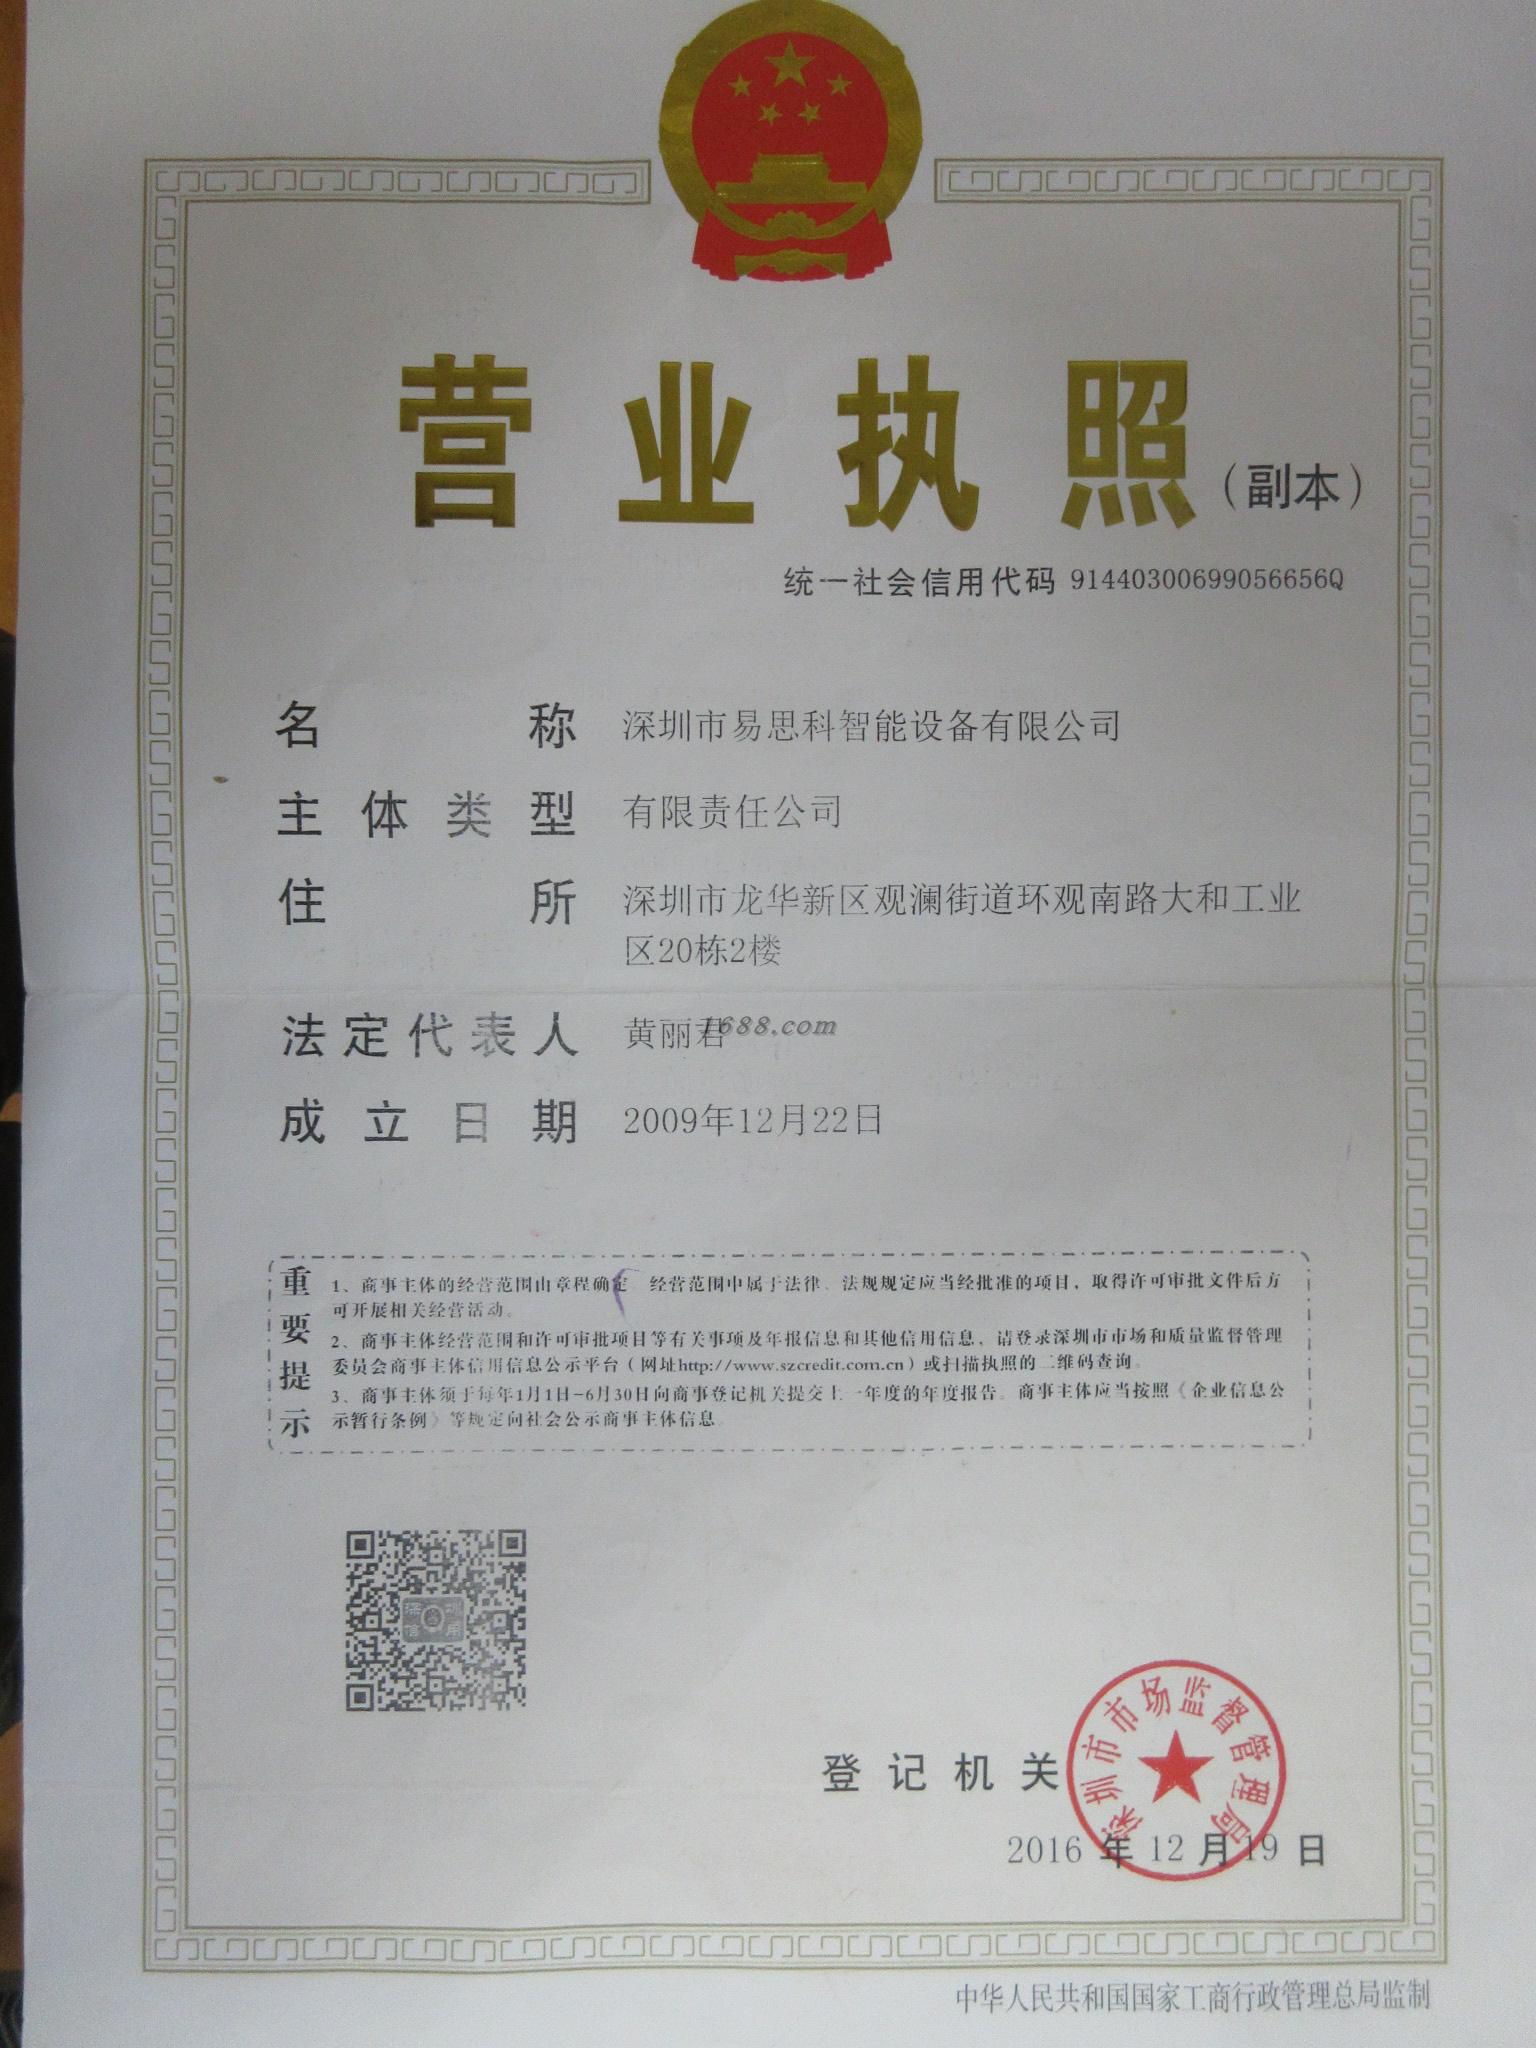 营业执照(副本)
统一社会信用代码 91440300699056656Q
名称 深圳市易思科智能设备有限公司
主体类型 有限责任公司
住所 深圳市龙华新区观澜街道环观南路大和工业
区20栋2楼
法定代表人 黄丽君
1688.com
成立日期 2009年12月22日
重要提示
1、商事主体的经营范围由章程确定 经营范围中属于法律、法规规定应当经批准的项目，取得许可审批文件后方
可开展相关经营活动。
2、商事主体经营范围和许可审批项目等有关事项及年报信息和其他信用信息，请登录深圳市市场和质量监督管理
委员会商事主体信用信息公示平台（网址http://www.szcredit.com.cn）或扫描执照的二维码查询。
3、商事主体须于每年1月1日-6月30日向商事登记机关提交上一年度的年度报告。商事主体应当按照《企业信息公
示暂行条例》等规定向社会公示商事主体信息。
深圳信用
登记机关
深圳市市场监督管理局
2016 年 12 月 19 日
中华人民共和国国家工商行政管理总局监制